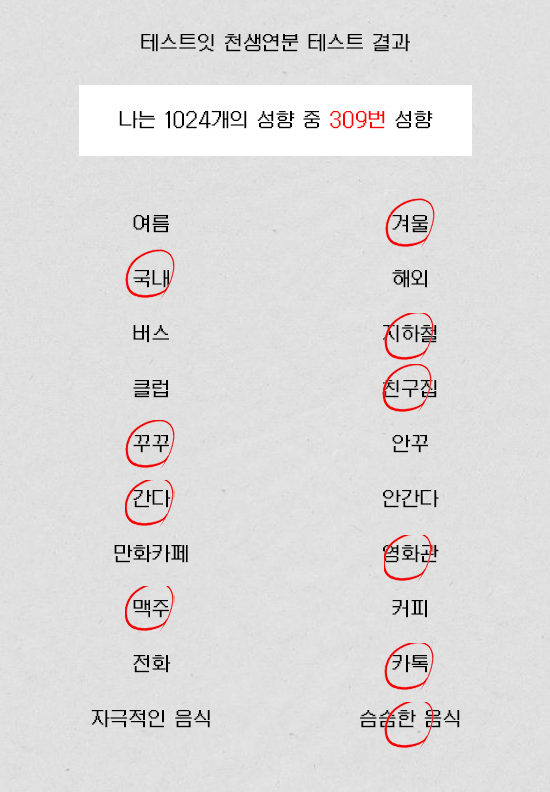 테스트잇 천생연분 테스트 결과
나는 1024개의 성향 중 309번 성향
여름 겨울
국내 해외
버스 지하철
클럽 친구집
꾸꾸 안꾸
간다 안간다
만화카페 영화관
맥주 커피
전화 카톡
자극적인 음식 슴슴한 음식